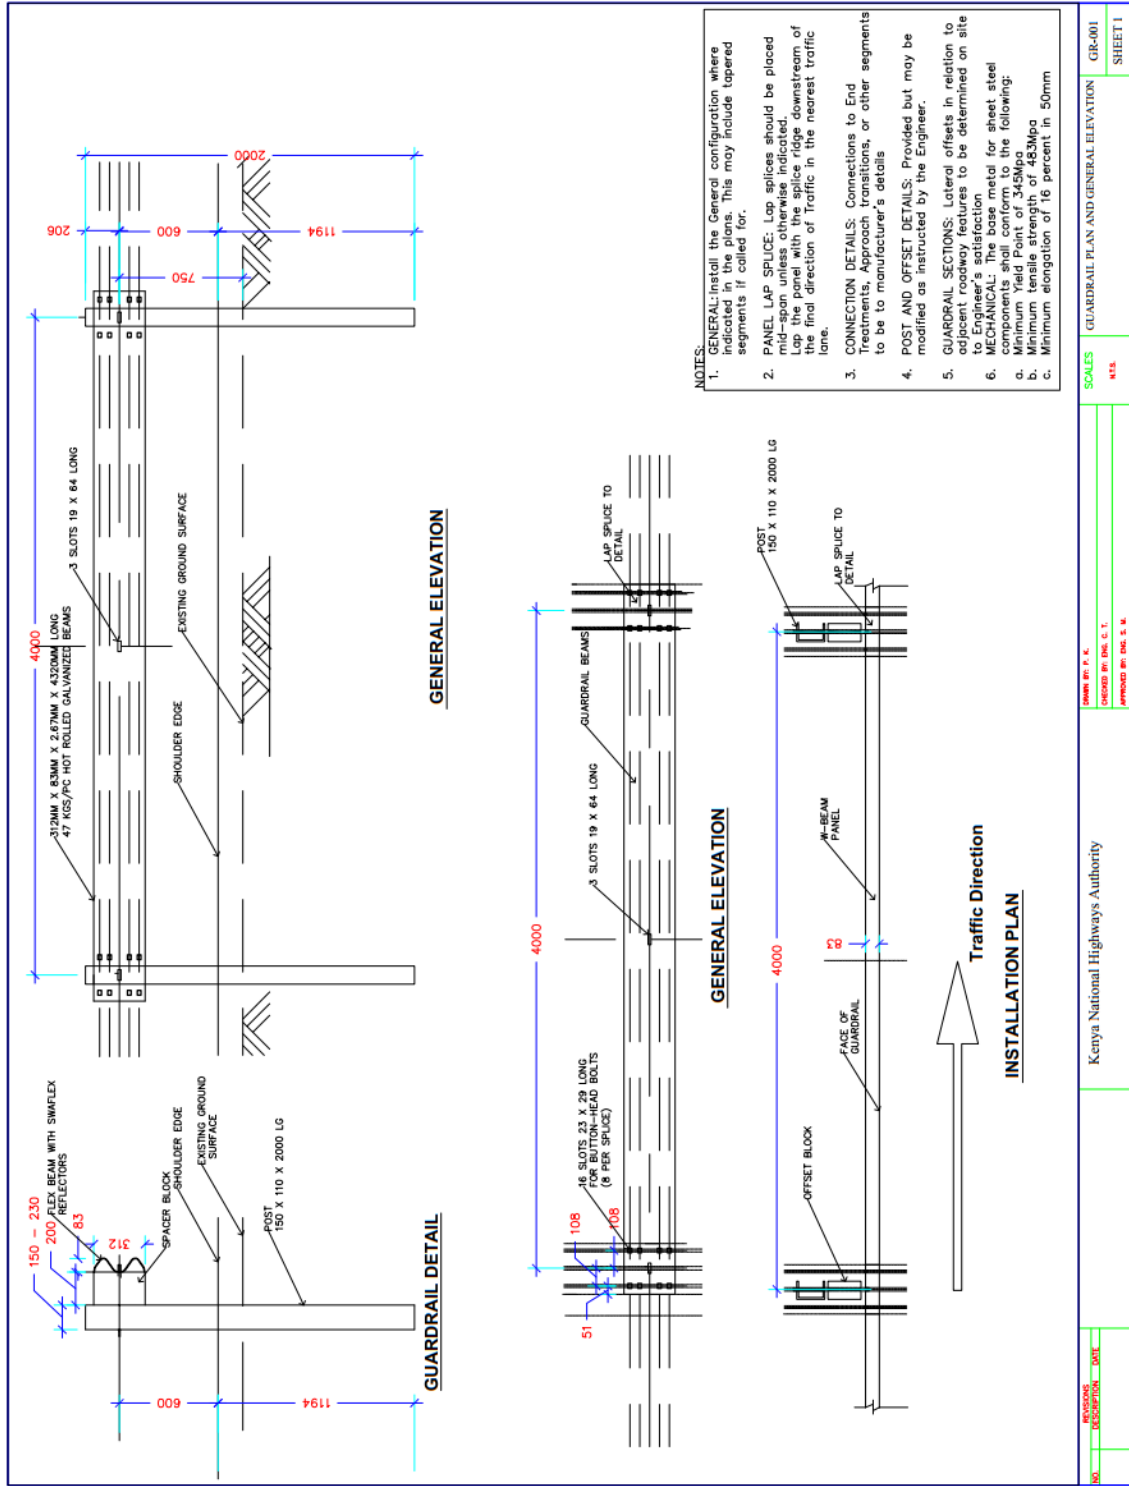 150 - 230
200
83
FLEX BEAM WITH SWAFLEX
REFLECTORS
312
SPACER BLOCK
SHOULDER EDGE
EXISTING GROUND
SURFACE
POST
150 X 110 X 2000 LG
600
1194
GUARDRAIL DETAIL
312MM X 83MM X 2.67MM X 4320MM LONG
47 KGS/PC HOT ROLLED GALVANIZED BEAMS
4000
3 SLOTS 19 X 64 LONG
SHOULDER EDGE
EXISTING GROUND SURFACE
206
600
750
1194
2000
GENERAL ELEVATION
51
108
108
16 SLOTS 23 X 29 LONG
FOR BUTTON-HEAD BOLTS
(8 PER SPLICE)
4000
3 SLOTS 19 X 64 LONG
GUARDRAIL BEAMS
LAP SPLICE TO
DETAIL
GENERAL ELEVATION
OFFSET BLOCK
FACE OF
GUARDRAIL
4000
83
W-BEAM
PANEL
POST
150 X 110 X 2000 LG
LAP SPLICE TO
DETAIL
Traffic Direction
INSTALLATION PLAN
NOTES:
1. GENERAL: Install the General configuration where
indicated in the plans. This may include tapered
segments if called for.
2. PANEL LAP SPLICE: Lap splices should be placed
mid-span unless otherwise indicated.
Lap the panel with the splice ridge downstream of
the final direction of Traffic in the nearest traffic
lane.
3. CONNECTION DETAILS: Connections to End
Treatments, Approach transitions, or other segments
to be to manufacturer's details
4. POST AND OFFSET DETAILS: Provided but may be
modified as instructed by the Engineer.
5. GUARDRAIL SECTIONS: Lateral offsets in relation to
adjacent roadway features to be determined on site
to Engineer's satisfaction
6. MECHANICAL: The base metal for sheet steel
components shall conform to the following:
a. Minimum Yield Point of 345Mpa
b. Minimum tensile strength of 483Mpa
c. Minimum elongation of 16 percent in 50mm
REVISIONS
NO. DESCRIPTION DATE
Kenya National Highways Authority
DRAWN BY: P. K.
CHECKED BY: ENG. C. T.
APPROVED BY: ENG. S. M.
SCALES
N.T.S.
GUARDRAIL PLAN AND GENERAL ELEVATION
GR-001
SHEET 1